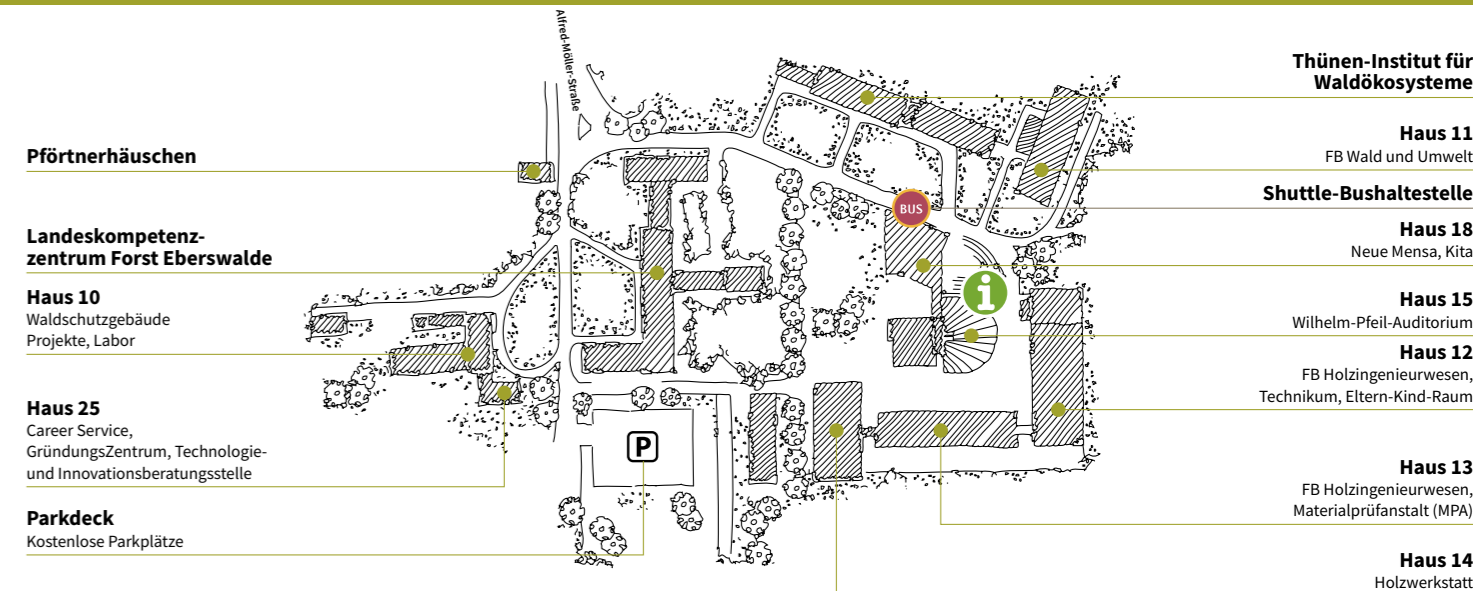 Alfred-Möller-Straße
Pförtnerhäuschen
Landeskompetenz-
zentrum Forst Eberswalde
Haus 10
Waldschutzgebäude
Projekte, Labor
Haus 25
Career Service,
GründungsZentrum, Technologie-
und Innovationsberatungsstelle
Parkdeck
Kostenlose Parkplätze
P
BUS
i
Thünen-Institut für
Waldökosysteme
Haus 11
FB Wald und Umwelt
Shuttle-Bushaltestelle
Haus 18
Neue Mensa, Kita
Haus 15
Wilhelm-Pfeil-Auditorium
Haus 12
FB Holzingenieurwesen,
Technikum, Eltern-Kind-Raum
Haus 13
FB Holzingenieurwesen,
Materialprüfanstalt (MPA)
Haus 14
Holzwerkstatt